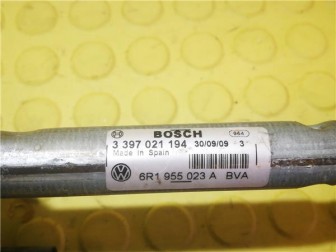 BOSCH
3 397 021 194 30/09/09 3
Made in Spain
6R1 955 023 A BVA